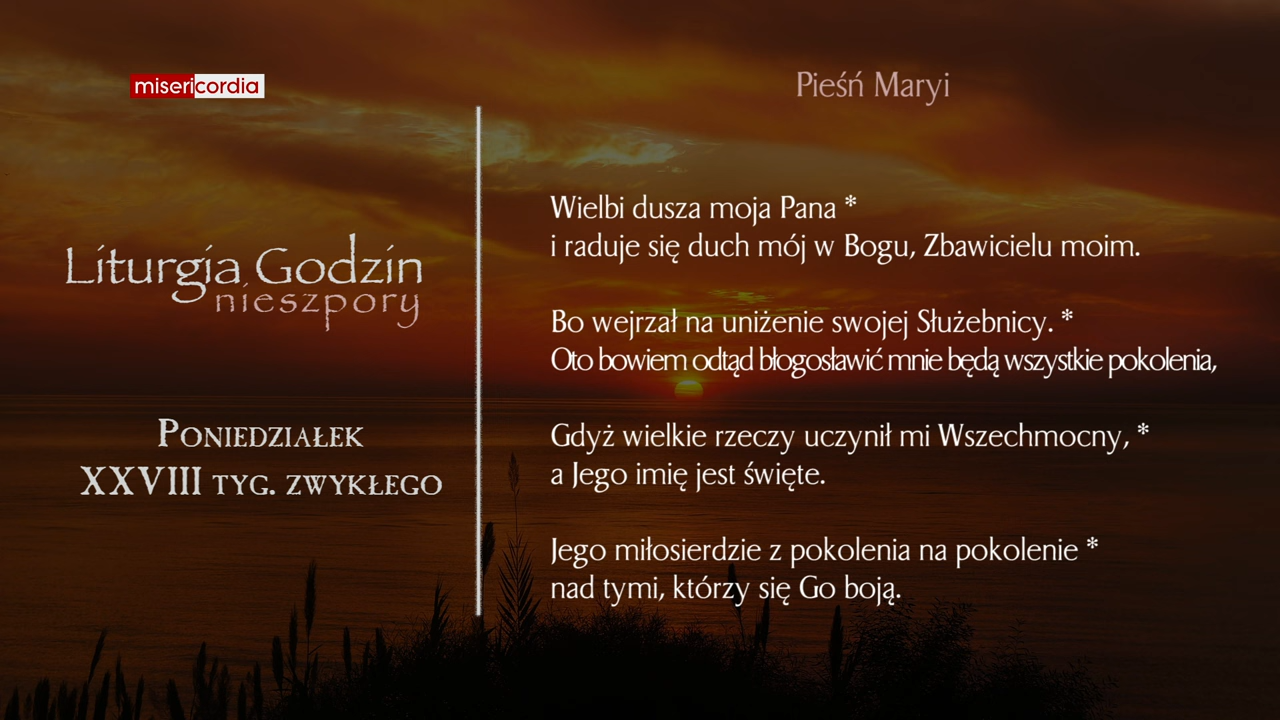 misericordia
Liturgia Godzin
nieszpory
Poniedziałek
XXVIII tyg. zwykłego
Pieśń Maryi
Wielbi dusza moja Pana *
i raduje się duch mój w Bogu, Zbawicielu moim.
Bo wejrzał na uniżenie swojej Służebnicy. *
Oto bowiem odtąd błogosławić mnie będą wszystkie pokolenia,
Gdyż wielkie rzeczy uczynił mi Wszechmocny, *
a Jego imię jest święte.
Jego miłosierdzie z pokolenia na pokolenie *
nad tymi, którzy się Go boją.